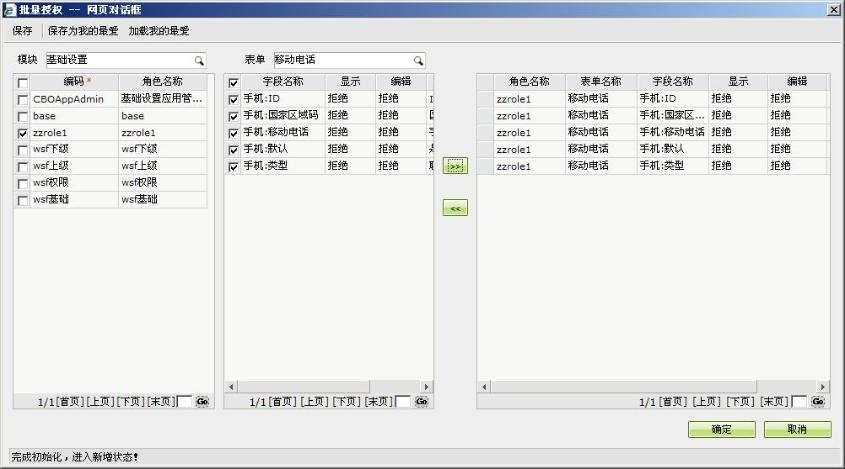 批量授权 -- 网页对话框
保存 保存为我的最爱 加载我的最爱
模块 基础设置 表单 移动电话
编码* 角色名称 字段名称 显示 编辑 角色名称 表单名称 字段名称 显示 编辑
CBOAppAdmin 基础设置应用管... 手机:ID 拒绝 拒绝 zzrole1 移动电话 手机:ID 拒绝 拒绝
base base 手机:国家区域码 拒绝 拒绝 zzrole1 移动电话 手机:国家区... 拒绝 拒绝
zzrole1 zzrole1 手机:移动电话 拒绝 拒绝 zzrole1 移动电话 手机:移动电话 拒绝 拒绝
wsf下级 wsf下级 手机:默认 拒绝 拒绝 zzrole1 移动电话 手机:默认 拒绝 拒绝
wsf上级 wsf上级 手机:类型 拒绝 拒绝 >> zzrole1 移动电话 手机:类型 拒绝 拒绝
wsf权限 wsf权限
wsf基础 wsf基础
<<
1/1[首页][上页][下页][末页] Go 1/1[首页][上页][下页][末页] Go 1/1[首页] [上页] [下页] [末页] Go
确定 取消
完成初始化，进入新增状态!